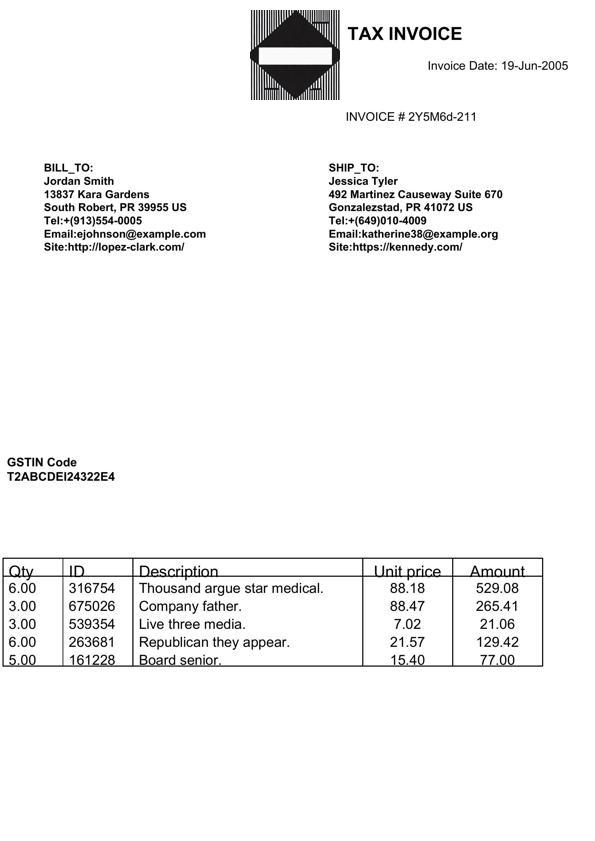 TAX INVOICE
Invoice Date: 19-Jun-2005
INVOICE # 2Y5M6d-211
BILL_TO:
Jordan Smith
13837 Kara Gardens
South Robert, PR 39955 US
Tel:+(913)554-0005
Email:ejohnson@example.com
Site:http://lopez-clark.com/
SHIP_TO:
Jessica Tyler
492 Martinez Causeway Suite 670
Gonzalezstad, PR 41072 US
Tel:+(649)010-4009
Email:katherine38@example.org
Site:https://kennedy.com/
GSTIN Code
T2ABCDEI24322E4
Qty ID Description Unit price Amount
6.00 316754 Thousand argue star medical. 88.18 529.08
3.00 675026 Company father. 88.47 265.41
3.00 539354 Live three media. 7.02 21.06
6.00 263681 Republican they appear. 21.57 129.42
5.00 161228 Board senior. 15.40 77.00